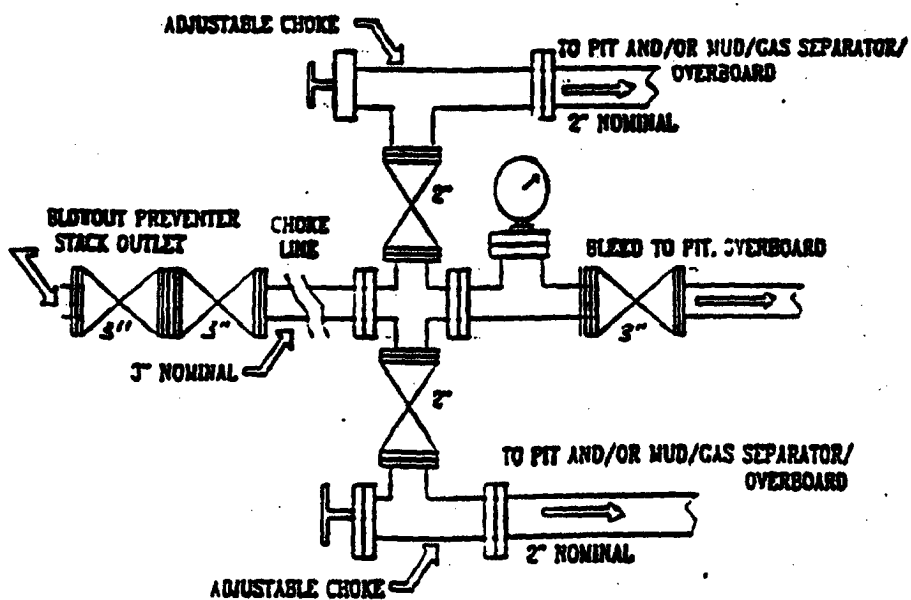 ADJUSTABLE CHOKE
TO PIT AND/OR MUD/GAS SEPARATOR/
OVERBOARD
2" NOMINAL
2"
BLOWOUT PREVENTER
STACK OUTLET
CHOKE
LINE
BLEED TO PIT. OVERBOARD
3"
3"
3"
3" NOMINAL
2"
TO PIT AND/OR MUD/GAS SEPARATOR/
OVERBOARD
2" NOMINAL
ADJUSTABLE CHOKE